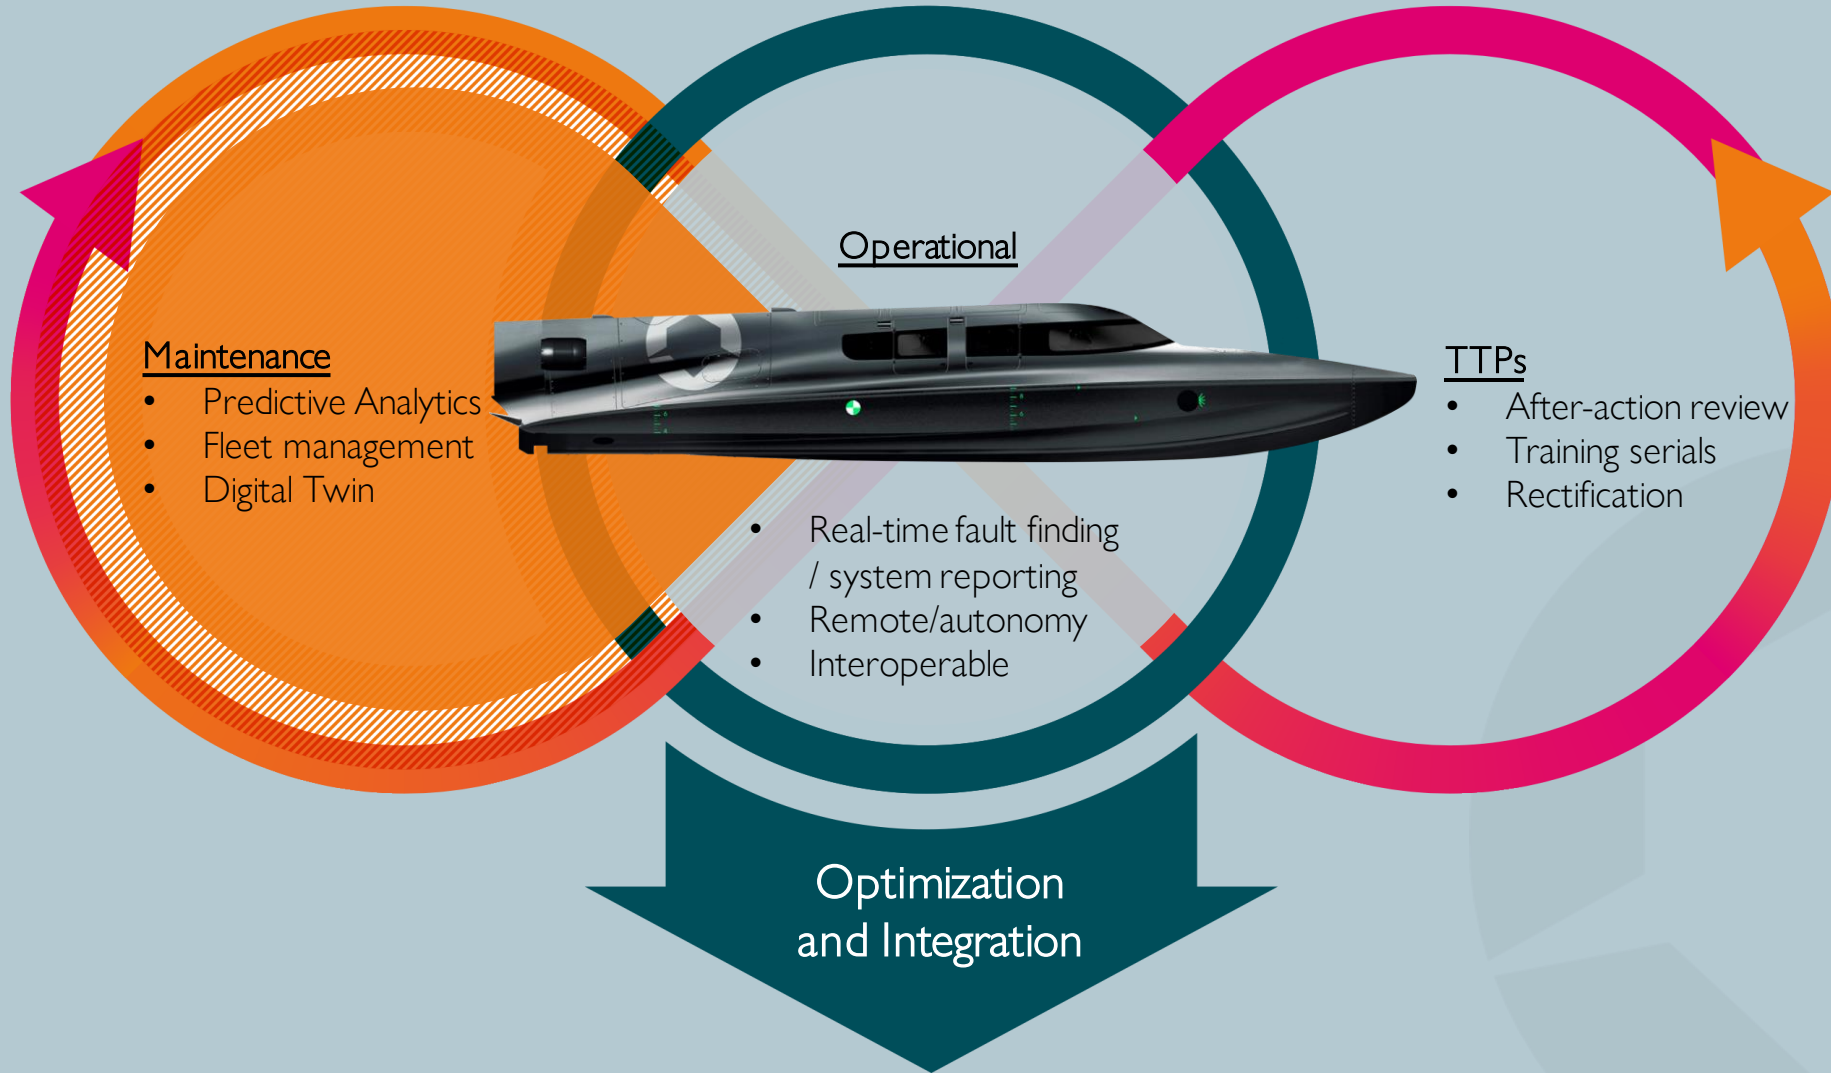 Operational
Maintenance
• Predictive Analytics
• Fleet management
• Digital Twin
• Real-time fault finding
/ system reporting
• Remote/autonomy
• Interoperable
TTPs
• After-action review
• Training serials
• Rectification
Optimization
and Integration